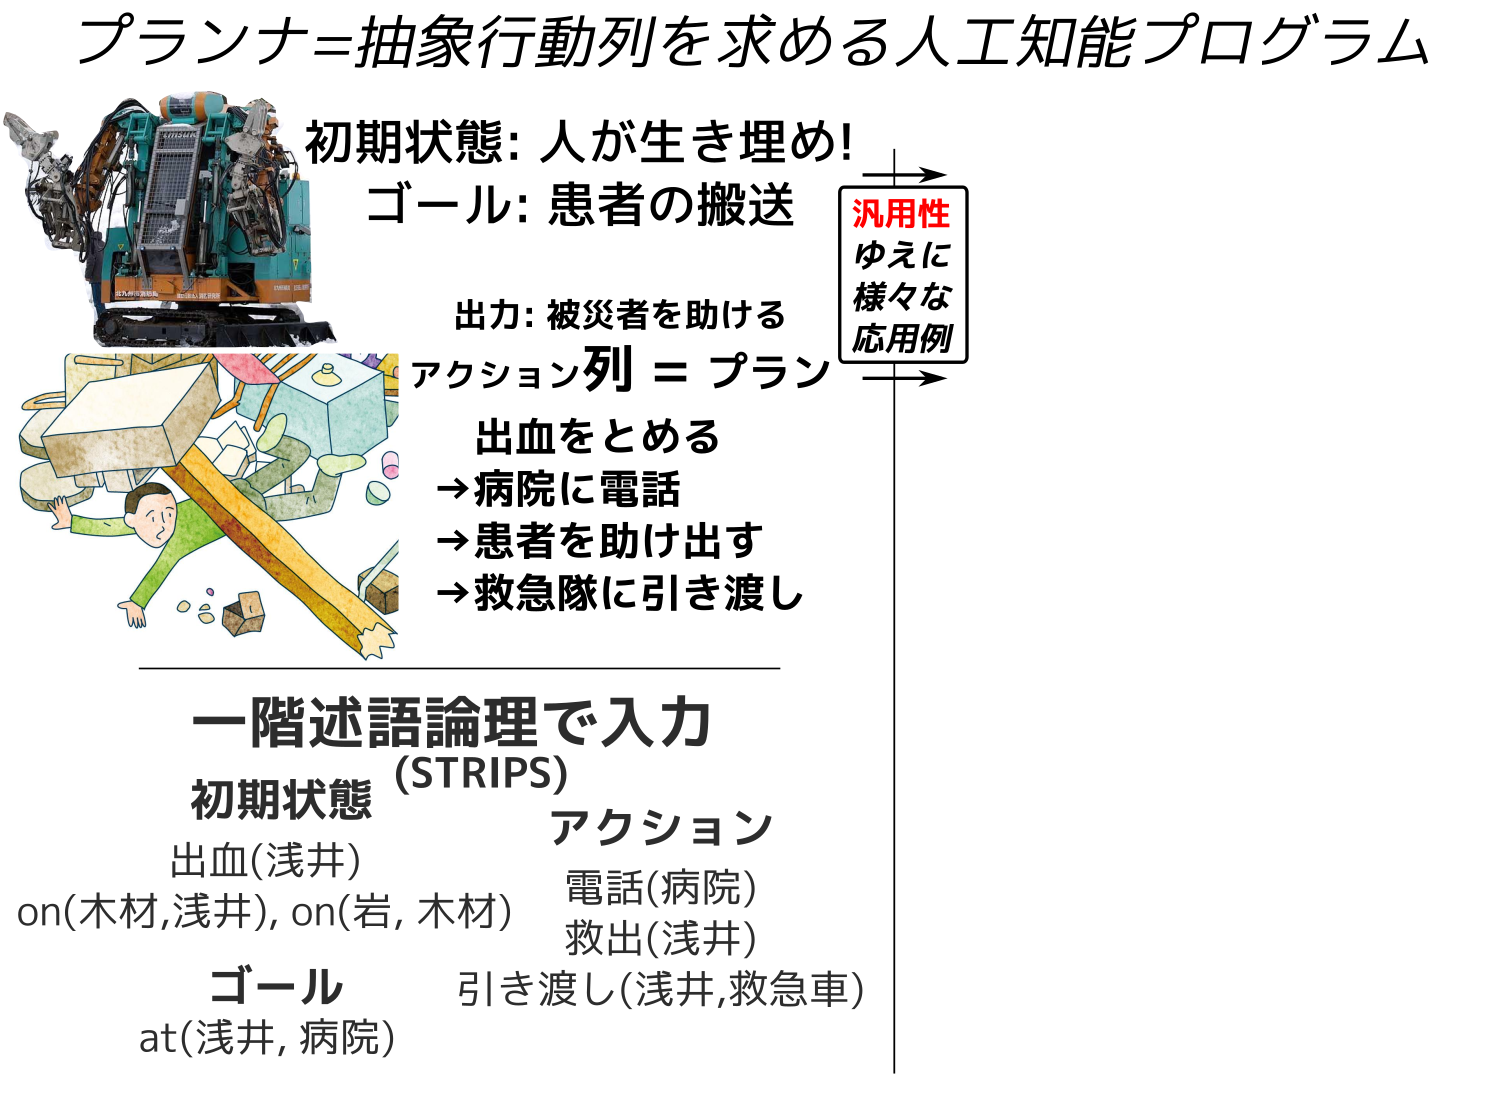 プランナ=抽象行動列を求める人工知能プログラム
初期状態: 人が生き埋め!
ゴール: 患者の搬送
出力: 被災者を助ける
アクション列 = プラン
出血をとめる
→病院に電話
→患者を助け出す
→救急隊に引き渡し
汎用性
ゆえに
様々な
応用例
一階述語論理で入力
(STRIPS)
初期状態
出血(浅井)
on(木材,浅井), on(岩, 木材)
ゴール
at(浅井, 病院)
アクション
電話(病院)
救出(浅井)
引き渡し(浅井,救急車)